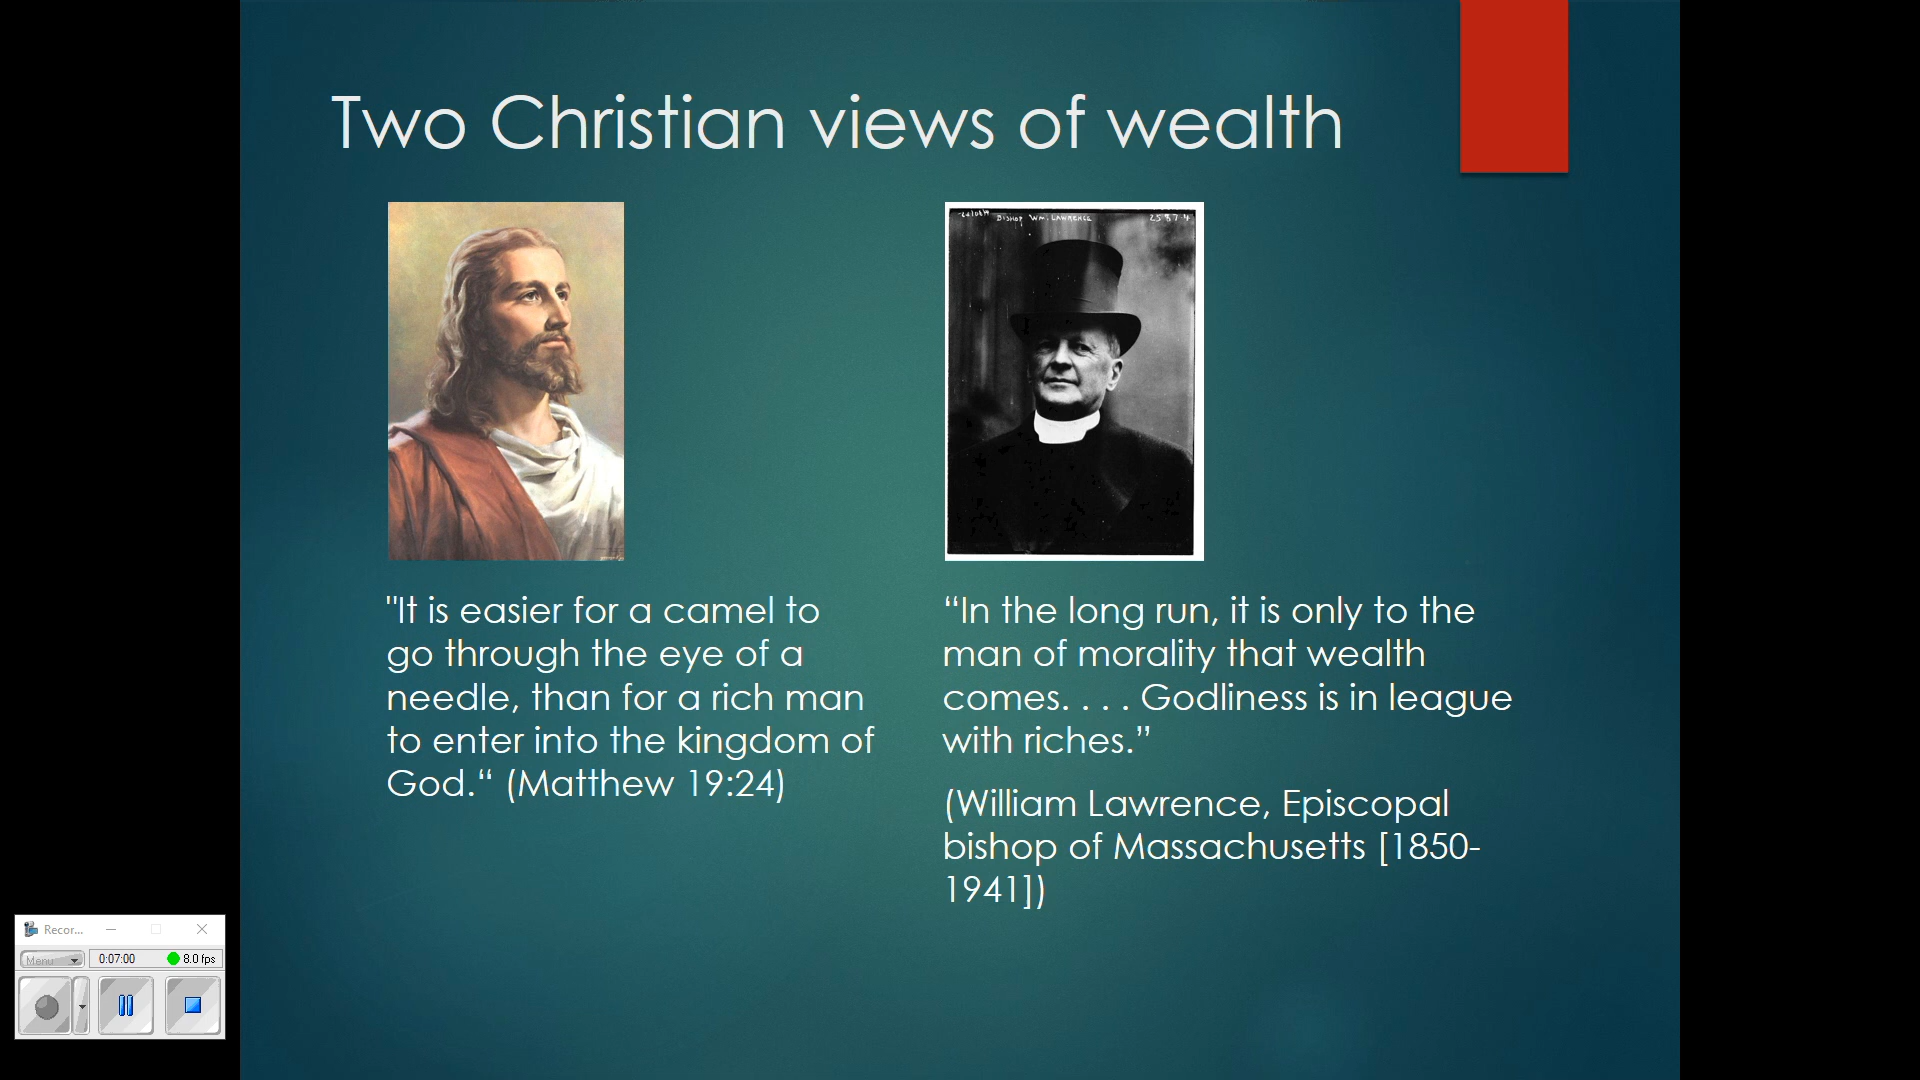 Two Christian views of wealth
BISHOP WM. LAWRENCE
2587-4
"It is easier for a camel to
go through the eye of a
needle, than for a rich man
to enter into the kingdom of
God.“ (Matthew 19:24)
“In the long run, it is only to the
man of morality that wealth
comes. . . . Godliness is in league
with riches.”
(William Lawrence, Episcopal
bishop of Massachusetts [1850-
1941])
Recor...
Menu
0:07:00
8.0 fps